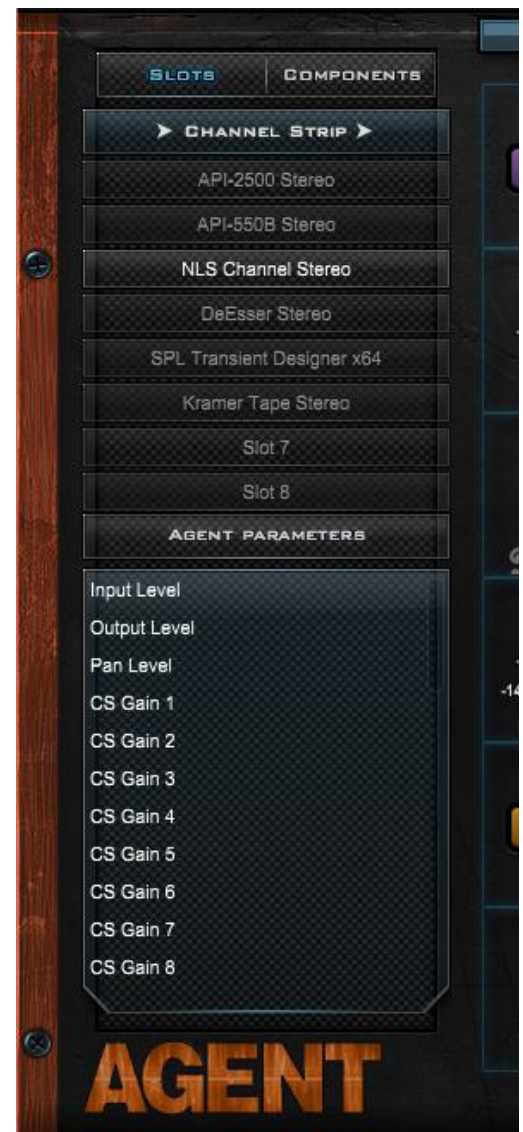 SLOTS
COMPONENTS
CHANNEL STRIP
API-2500 Stereo
API-550B Stereo
NLS Channel Stereo
DeEsser Stereo
SPL Transient Designer x64
Kramer Tape Stereo
Slot 7
Slot 8
AGENT PARAMETERS
Input Level
Output Level
Pan Level
CS Gain 1
CS Gain 2
CS Gain 3
CS Gain 4
CS Gain 5
CS Gain 6
CS Gain 7
CS Gain 8
-14
AGENT